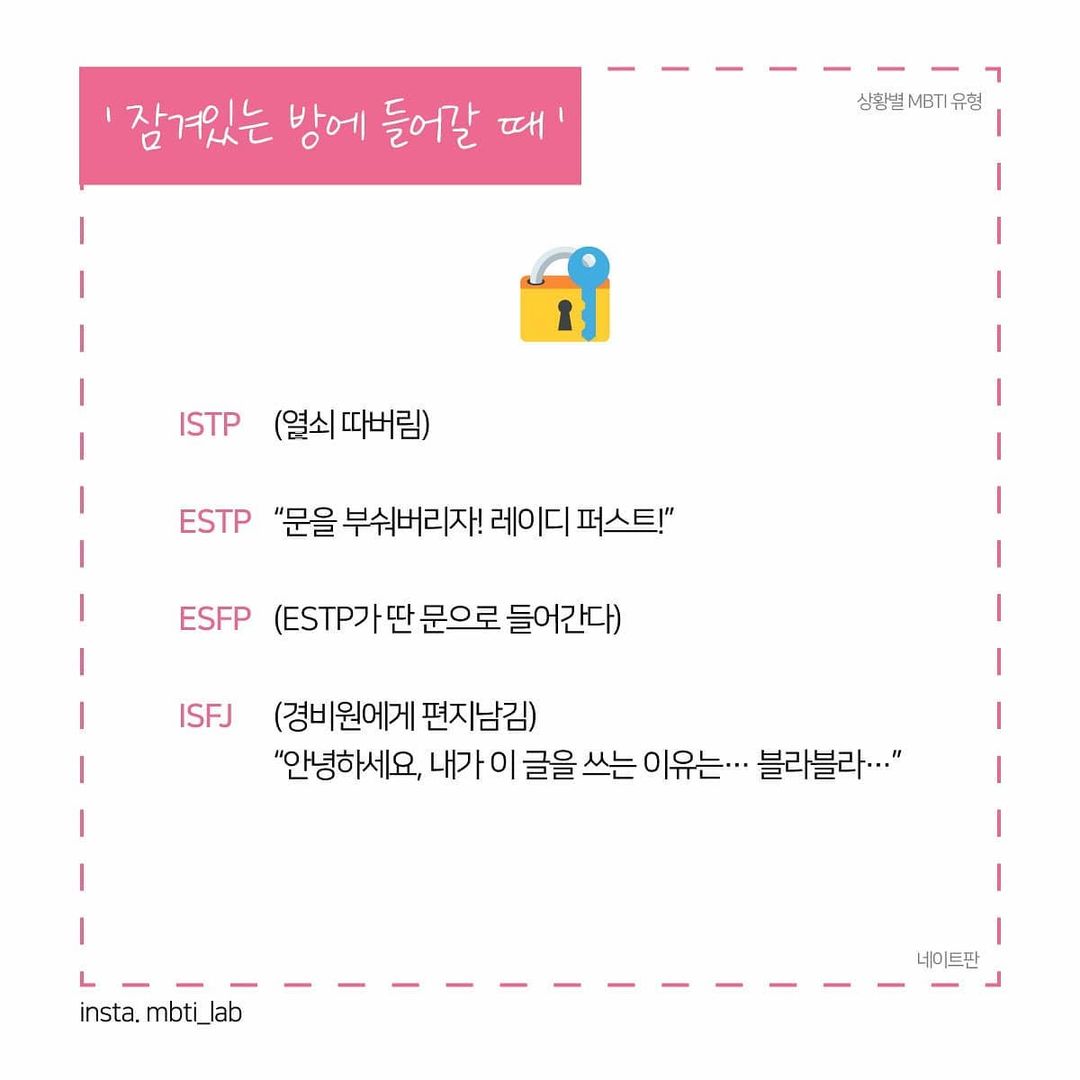 '잠겨있는 방에 들어갈 때'
상황별 MBTI 유형
ISTP (열쇠 따버림)
ESTP “문을 부숴버리자! 레이디 퍼스트!”
ESFP (ESTP가 딴 문으로 들어간다)
ISFJ (경비원에게 편지남김)
“안녕하세요, 내가 이 글을 쓰는 이유는… 블라블라…”
네이트판
insta. mbti_lab